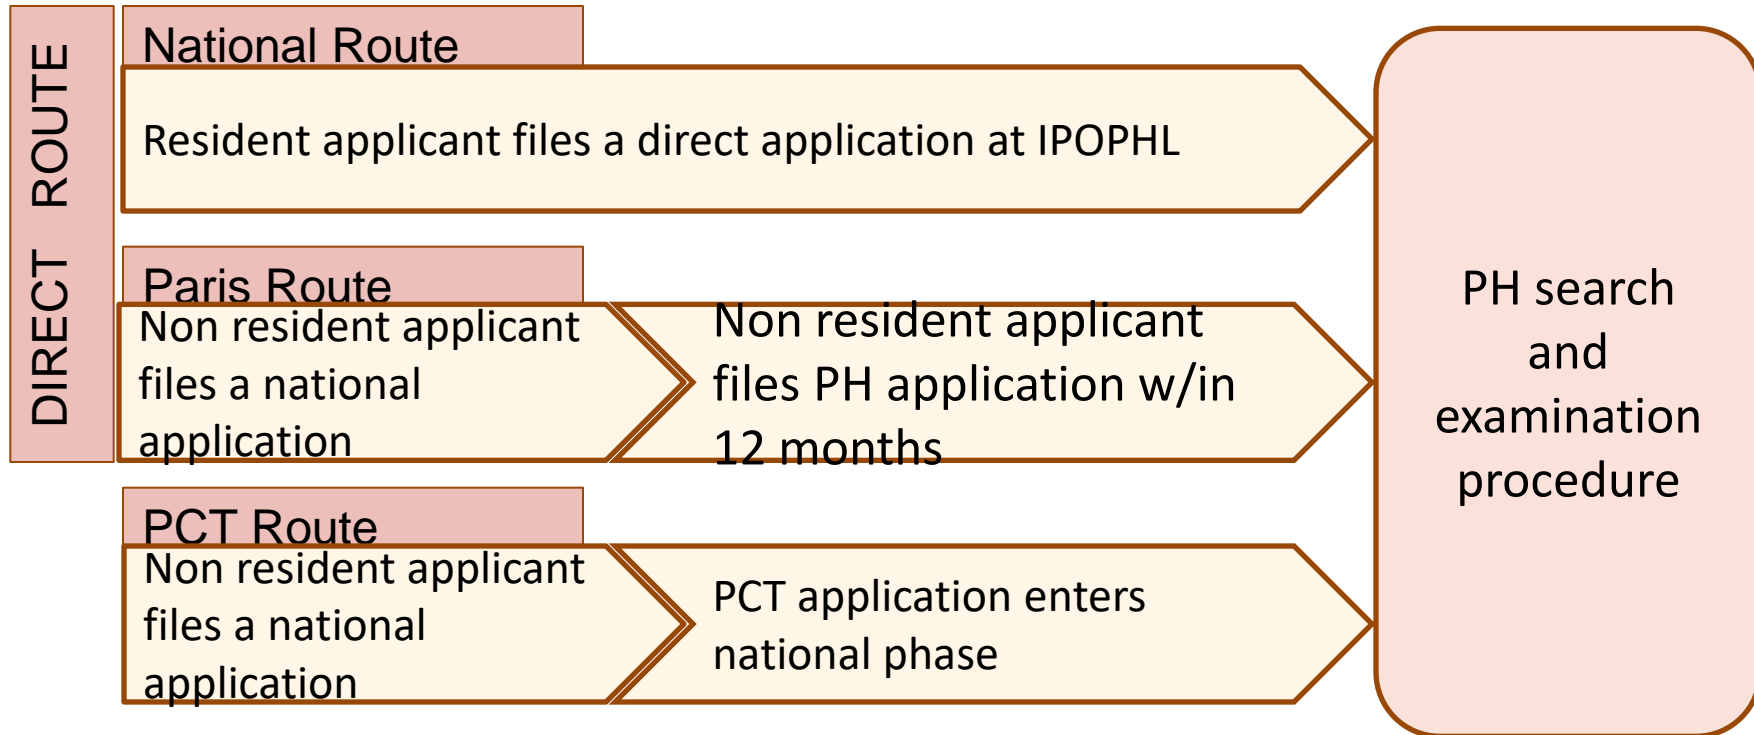 DIRECT ROUTE
National Route
Resident applicant files a direct application at IPOPHL
Paris Route
Non resident applicant
files a national
application
Non resident applicant
files PH application w/in
12 months
PCT Route
Non resident applicant
files a national
application
PCT application enters
national phase
PH search
and
examination
procedure